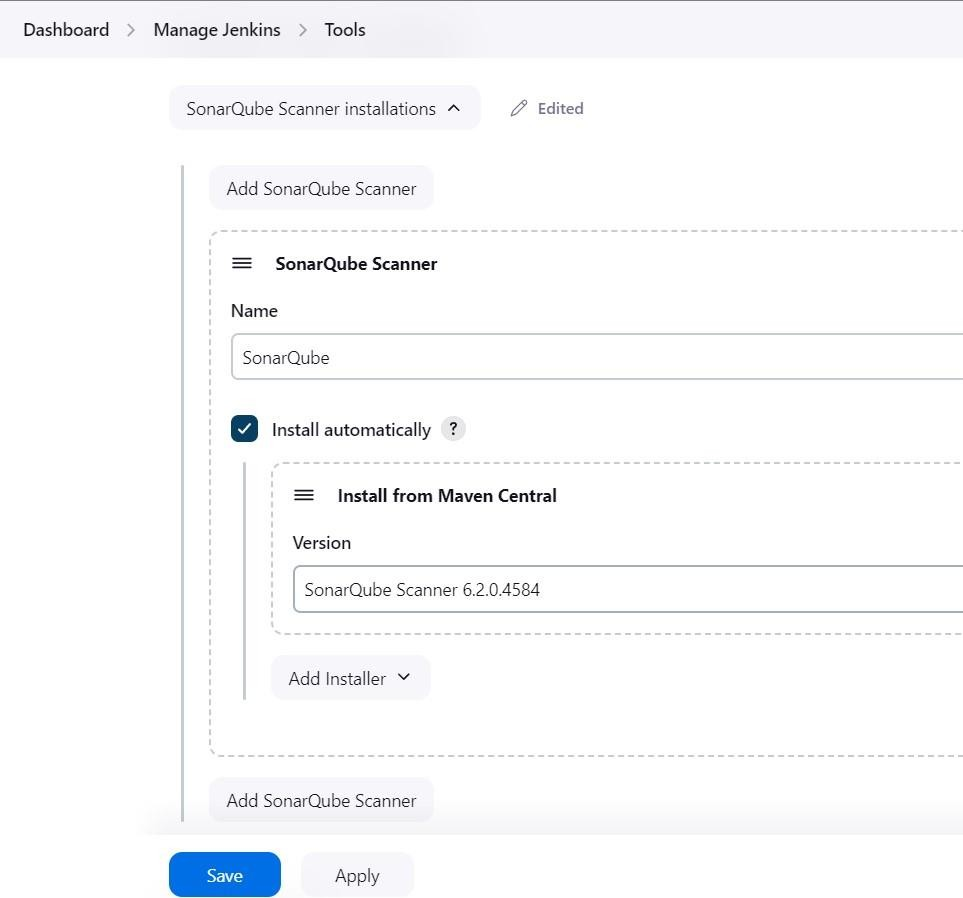 Dashboard > Manage Jenkins > Tools
SonarQube Scanner installations Edited
Add SonarQube Scanner
SonarQube Scanner
Name
SonarQube
Install automatically ?
Install from Maven Central
Version
SonarQube Scanner 6.2.0.4584
Add Installer
Add SonarQube Scanner
Save Apply